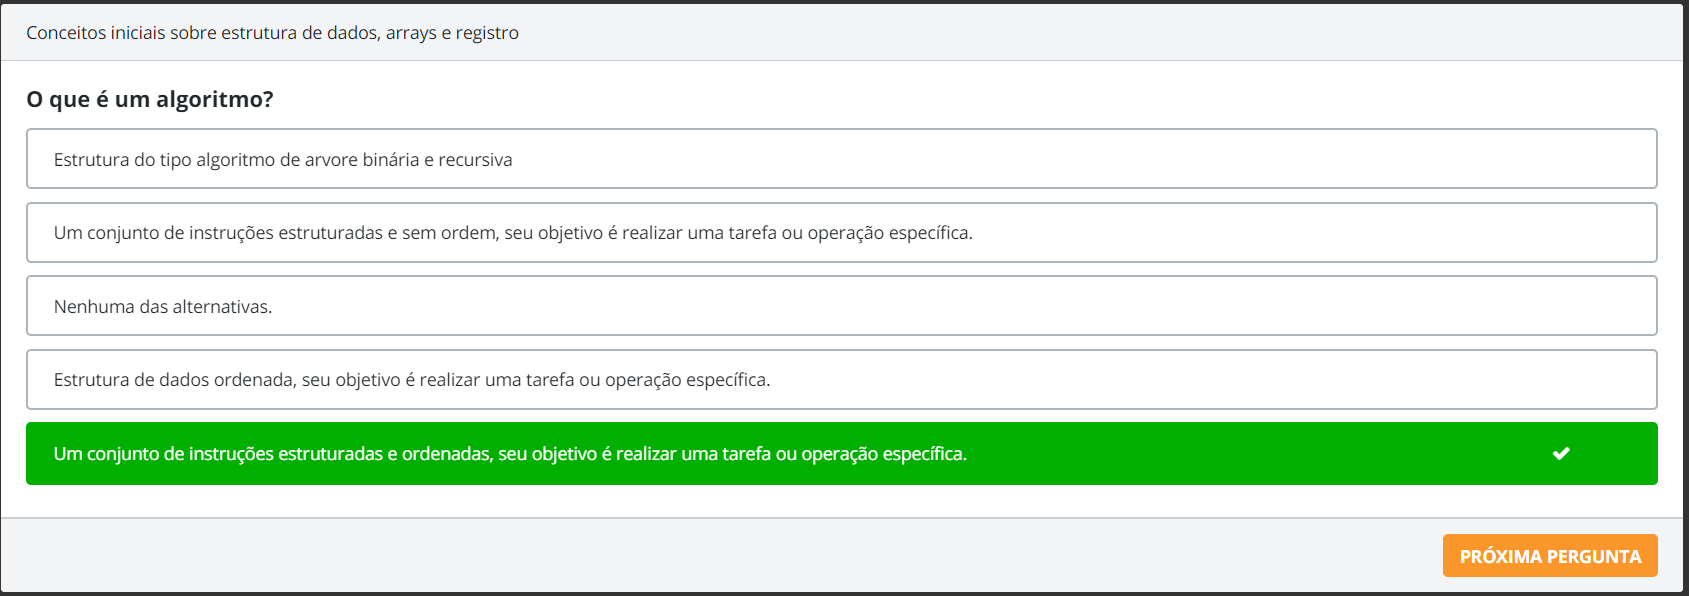 Conceitos iniciais sobre estrutura de dados, arrays e registro
O que é um algoritmo?
Estrutura do tipo algoritmo de arvore binária e recursiva
Um conjunto de instruções estruturadas e sem ordem, seu objetivo é realizar uma tarefa ou operação específica.
Nenhuma das alternativas.
Estrutura de dados ordenada, seu objetivo é realizar uma tarefa ou operação específica.
Um conjunto de instruções estruturadas e ordenadas, seu objetivo é realizar uma tarefa ou operação específica.
PRÓXIMA PERGUNTA